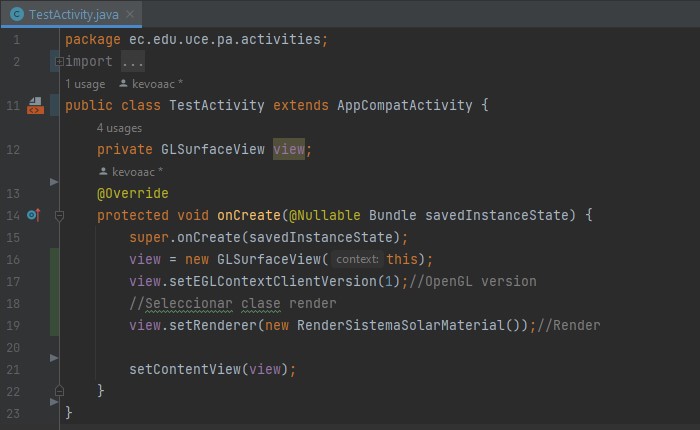 TestActivity.java ×
1 package ec.edu.uce.pa.activities;
2 import ...
1 usage kevoaac *
11 public class TestActivity extends AppCompatActivity {
4 usages
12 private GLSurfaceView view;
kevoaac *
13 @Override
14 protected void onCreate(@Nullable Bundle savedInstanceState) {
15 super.onCreate(savedInstanceState);
16 view = new GLSurfaceView( context: this);
17 view.setEGLContextClientVersion(1);//OpenGL version
18 //Seleccionar clase render
19 view.setRenderer(new RenderSistemaSolarMaterial());//Render
20
21 setContentView(view);
22 }
23 }